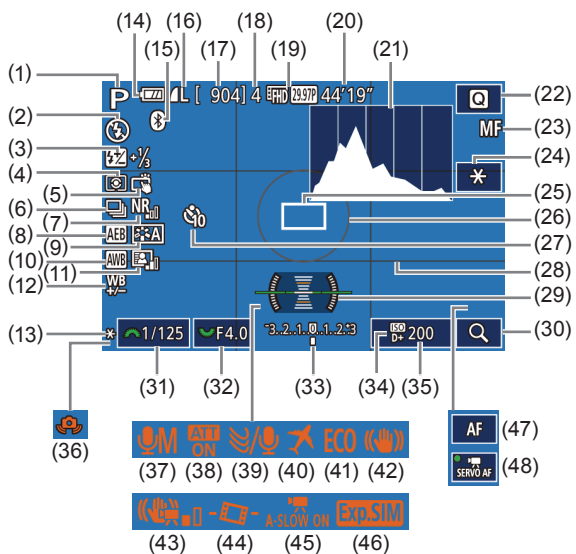 (14) (16) (18) (20)
(15) (17) (19) (21)
(1) P L [ 904] 4 FHD 29.97P 44'19" Q (22)
(2) MF (23)
(3) +⅓ (24)
(4) (25)
(5)
(6) NR (26)
(7) 10
(8) AEB A (27)
(9)
(10) AWB (28)
(11)
(12) WB +/- (29)
(13) * 1/125 F4.0 -3..2..1..0..1..2.+3 ISO D+ 200 (30)
(31) (32) (33) (34) (35)
(36)
M ATT ON ECO AF (47)
(37) (38) (39) (40) (41) (42) SERVO AF (48)
A-SLOW ON Exp.SIM
(43) (44) (45) (46)